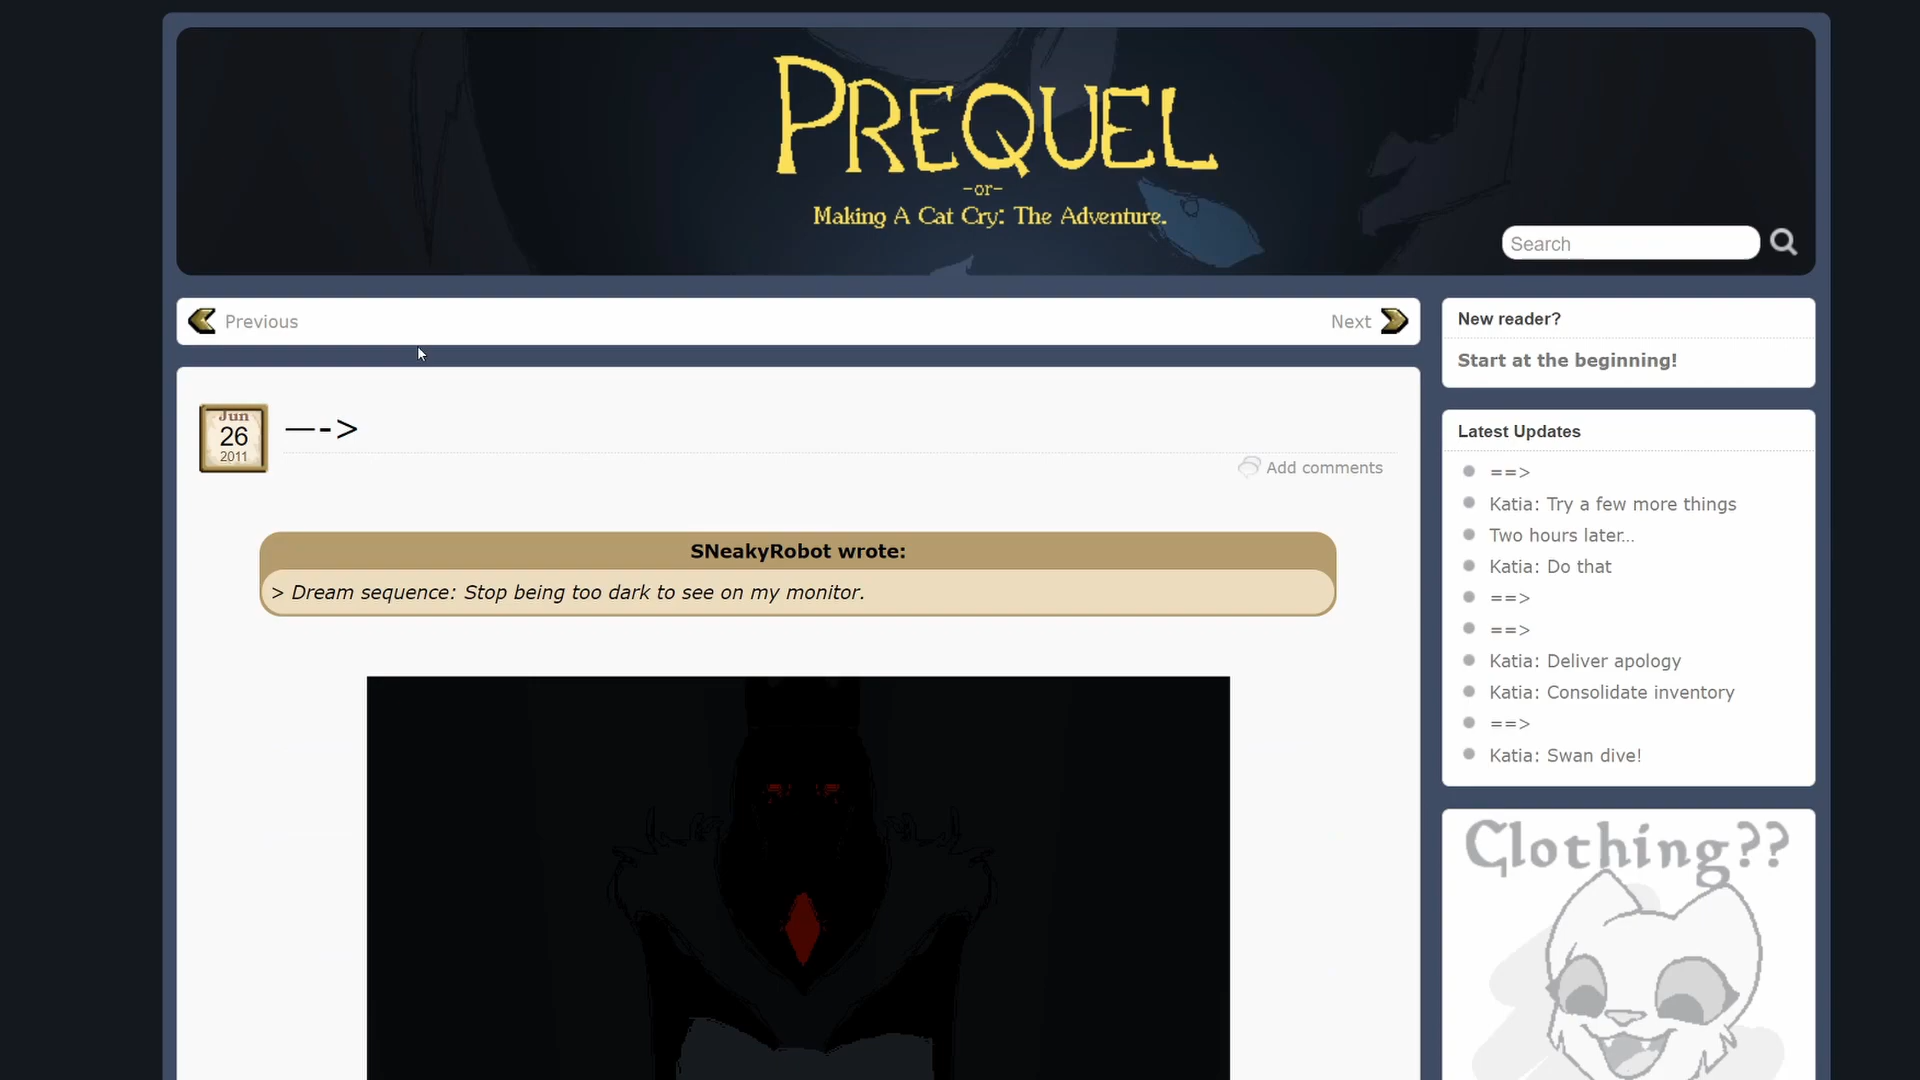 PREQUEL
-or-
Making A Cat Cry: The Adventure.
Search
Previous
Next
New reader?
Start at the beginning!
Jun
26
2011
—->
Add comments
SNeakyRobot wrote:
> Dream sequence: Stop being too dark to see on my monitor.
Latest Updates
==>
Katia: Try a few more things
Two hours later...
Katia: Do that
==>
==>
Katia: Deliver apology
Katia: Consolidate inventory
==>
Katia: Swan dive!
Clothing??